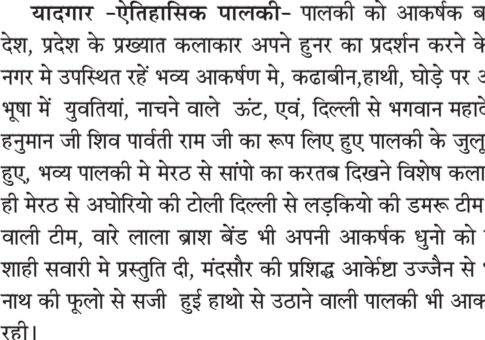 यादगार –ऐतिहासिक पालकी– पालकी को आकर्षक ब
देश, प्रदेश के प्रख्यात कलाकार अपने हुनर का प्रदर्शन करने के
नगर मे उपस्थित रहें भव्य आकर्षण मे, कढाबीन,हाथी, घोड़े पर अ
भूषा में युवतियां, नाचने वाले ऊंट, एवं, दिल्ली से भगवान महादे
हनुमान जी शिव पार्वती राम जी का रूप लिए हुए पालकी के जुलू
हुए, भव्य पालकी मे मेरठ से सांपो का करतब दिखने विशेष कला
ही मेरठ से अघोरियो की टोली दिल्ली से लड़कियो की डमरू टीम
वाली टीम, वारे लाला ब्राश बेंड भी अपनी आकर्षक धुनो को
शाही सवारी मे प्रस्तुति दी, मंदसौर की प्रशिद्ध आर्केष्टा उज्जैन से
नाथ की फूलो से सजी हुई हाथो से उठाने वाली पालकी भी आक
रही।